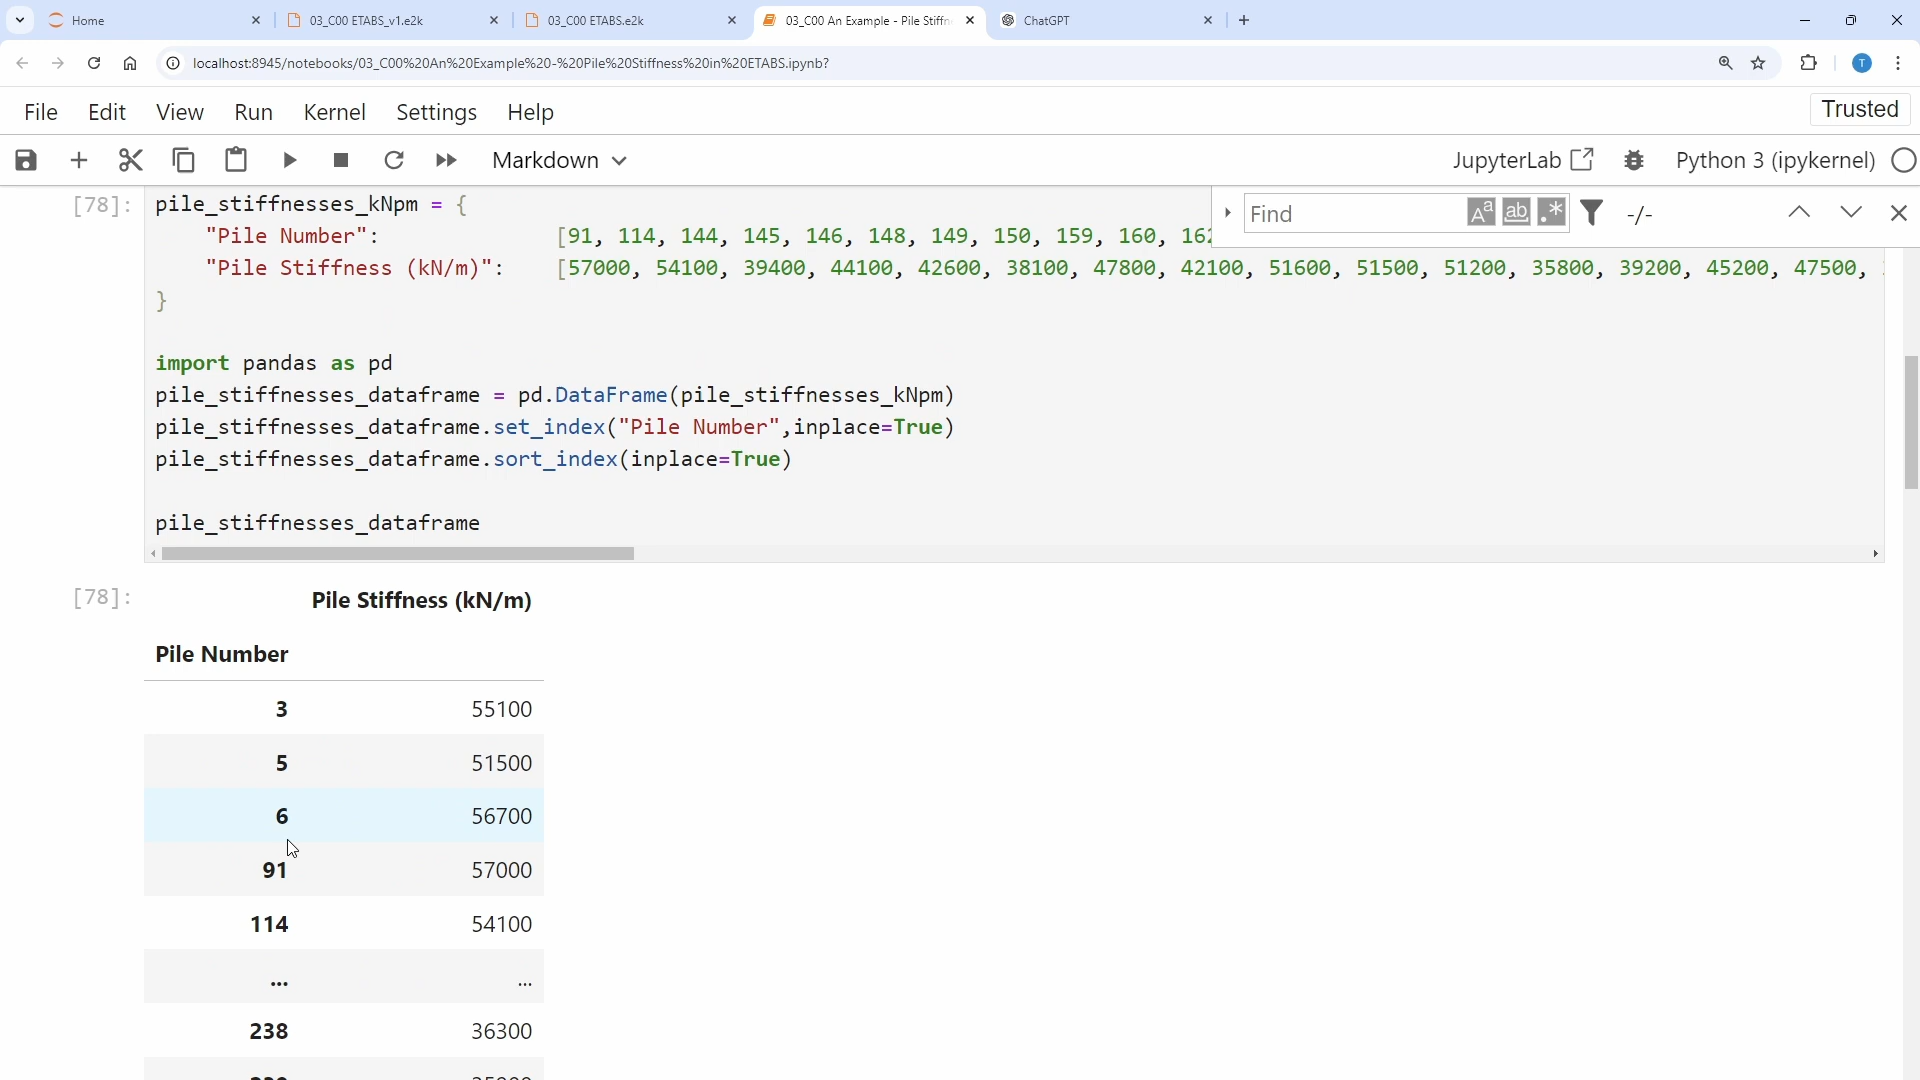 Home
03_C00 ETABS_v1.e2k
03_C00 ETABS.e2k
03_C00 An Example - Pile Stiffn
ChatGPT
localhost:8945/notebooks/03_C00%20An%20Example%20-%20Pile%20Stiffness%20in%20ETABS.ipynb?
T
File Edit View Run Kernel Settings Help
Trusted
Markdown
JupyterLab
Python 3 (ipykernel)
Find
-/-
[78]:
pile_stiffnesses_kNpm = {
"Pile Number": [91, 114, 144, 145, 146, 148, 149, 150, 159, 160, 162
"Pile Stiffness (kN/m)": [57000, 54100, 39400, 44100, 42600, 38100, 47800, 42100, 51600, 51500, 51200, 35800, 39200, 45200, 47500,
}
import pandas as pd
pile_stiffnesses_dataframe = pd.DataFrame(pile_stiffnesses_kNpm)
pile_stiffnesses_dataframe.set_index("Pile Number",inplace=True)
pile_stiffnesses_dataframe.sort_index(inplace=True)
pile_stiffnesses_dataframe
[78]:
Pile Stiffness (kN/m)
Pile Number
3 55100
5 51500
6 56700
91 57000
114 54100
... ...
238 36300